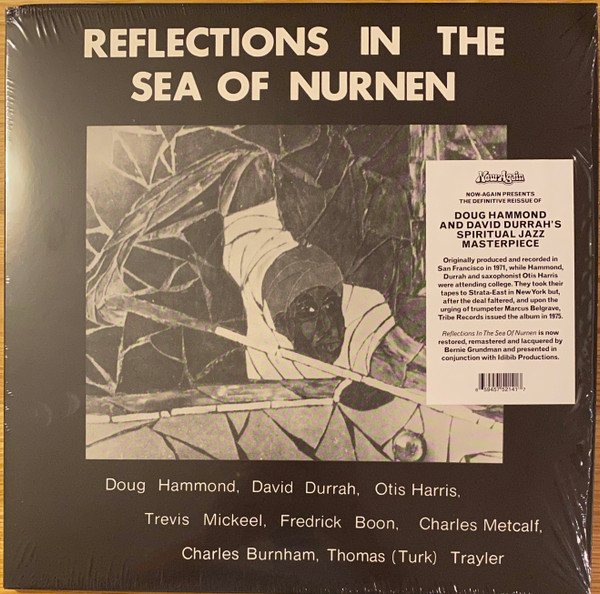 REFLECTIONS IN THE
SEA OF NURNEN
Now-Again
NOW-AGAIN PRESENTS
THE DEFINITIVE REISSUE OF
DOUG HAMMOND
AND DAVID DURRAH'S
SPIRITUAL JAZZ
MASTERPIECE
Originally produced and recorded in
San Francisco in 1971, while Hammond,
Durrah and saxophonist Otis Harris
were attending college. They took their
tapes to Strata-East in New York but,
after the deal faltered, and upon the
urging of trumpeter Marcus Belgrave,
Tribe Records issued the album in 1975.
Reflections In The Sea Of Nurnen is now
restored, remastered and lacquered by
Bernie Grundman and presented in
conjunction with Idibib Productions.
6 59457 52141 7
Doug Hammond, David Durrah, Otis Harris,
Trevis Mickeel, Fredrick Boon, Charles Metcalf,
Charles Burnham, Thomas (Turk) Trayler